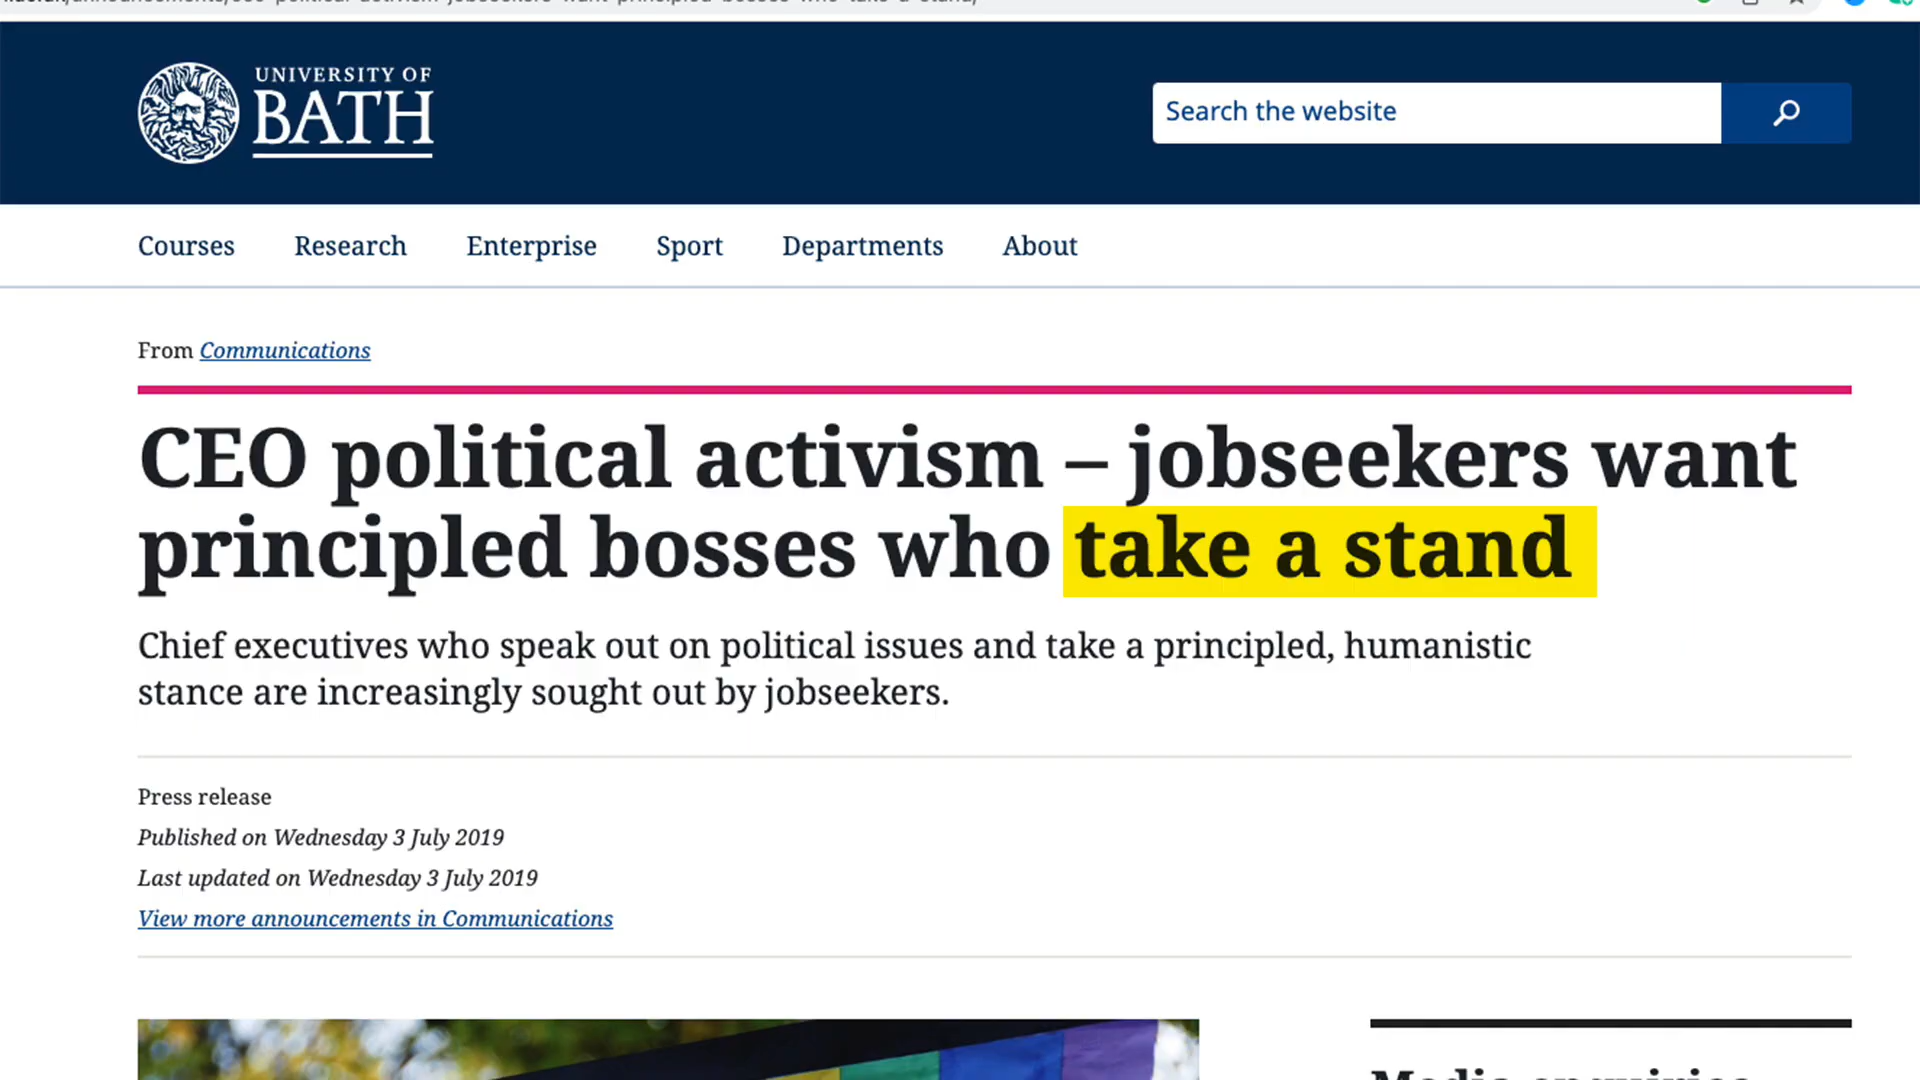 UNIVERSITY OF
BATH
Search the website
Courses Research Enterprise Sport Departments About
From Communications
CEO political activism – jobseekers want
principled bosses who take a stand
Chief executives who speak out on political issues and take a principled, humanistic
stance are increasingly sought out by jobseekers.
Press release
Published on Wednesday 3 July 2019
Last updated on Wednesday 3 July 2019
View more announcements in Communications
Media enquiries